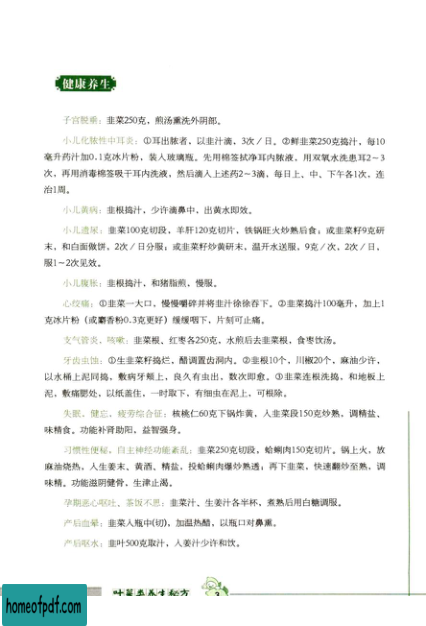 健康养生
子宫脱垂：韭菜250克，煎汤熏洗外阴部。
小儿化脓性中耳炎：①耳出脓者，以韭汁滴，3次／日。②鲜韭菜250克捣汁，每10
毫升药汁加0.1克冰片粉，装入玻璃瓶。先用棉签拭净耳内脓液，用双氧水洗患耳2～3
次，再用消毒棉签吸干耳内洗液，然后滴入上述药2～3滴，每日上、中、下午各1次，连
治1周。
小儿黄病：韭根捣汁，少许滴鼻中，出黄水即效。
小儿遗尿：韭菜100克切段，羊肝120克切片，铁锅旺火炒熟后食；或韭菜籽9克研
末，和白面做饼，2次／日分服；或韭菜籽炒黄研末，温开水送服，9克／次，2次／日，
服1～2次见效。
小儿腹胀：韭根捣汁，和猪脂煎，慢服。
心绞痛：①韭菜一大口，慢慢嚼碎并将韭汁徐徐吞下。②韭菜捣汁100毫升，加上1
克冰片粉（或麝香粉0.3克更好）缓缓咽下，片刻可止痛。
支气管炎、咳嗽：韭菜根、红枣各250克，水煎后去韭菜根，食枣饮汤。
牙齿虫蚀：①生韭菜籽捣烂，醋调置齿洞内。②韭根10个，川椒20个，麻油少许，
以水桶上泥同捣，敷病牙颊上，良久有虫出，数次即愈。③韭菜连根洗捣，和地板上
泥，敷痛腮处，以纸盖住，一时取下，有细虫在泥上，可根除。
失眠、健忘、疲劳综合征：核桃仁60克下锅炸黄，入韭菜段150克炒熟，调精盐、
味精食。功能补肾助阳，益智强身。
习惯性便秘、自主神经功能紊乱：韭菜250克切段，蛤蜊肉150克切片。锅上火，放
麻油烧热，入生姜末、黄酒、精盐，投蛤蜊肉爆炒熟透；再下韭菜，快速翻炒至熟，调
味精。功能滋阴健骨，生津止渴。
孕期恶心呕吐、茶饭不思：韭菜汁、生姜汁各半杯，煮熟后用白糖调服。
产后血晕：韭菜入瓶中(切)，加温热醋，以瓶口对鼻熏。
产后呕水：韭叶500克取汁，入姜汁少许和饮。
叶菜类养生秘方 3
homeofpdf.com